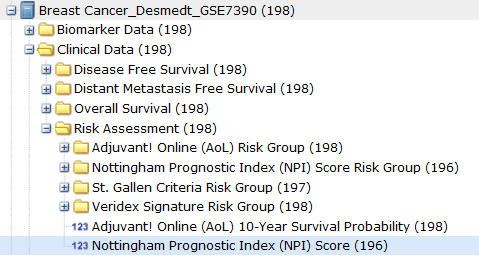 Breast Cancer_Desmedt_GSE7390 (198)
Biomarker Data (198)
Clinical Data (198)
Disease Free Survival (198)
Distant Metastasis Free Survival (198)
Overall Survival (198)
Risk Assessment (198)
Adjuvant! Online (AoL) Risk Group (198)
Nottingham Prognostic Index (NPI) Score Risk Group (196)
St. Gallen Criteria Risk Group (197)
Veridex Signature Risk Group (198)
123 Adjuvant! Online (AoL) 10-Year Survival Probability (198)
123 Nottingham Prognostic Index (NPI) Score (196)